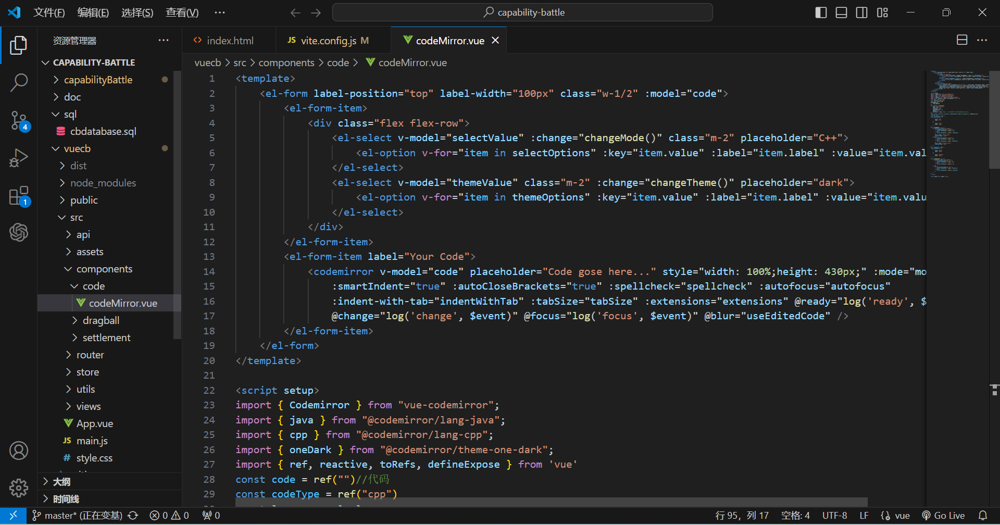 文件(F) 编辑(E) 选择(S) 查看(V) ··· capability-battle
资源管理器 ···
CAPABILITY-BATTLE
capabilityBattle
doc
sql
cbdatabase.sql
vuecb
dist
node_modules
public
src
api
assets
components
code
codeMirror.vue
dragball
settlement
router
store
utils
views
App.vue
JS main.js
# style.css
大纲
时间线
4
1
index.html JS vite.config.js M codeMirror.vue
vuecb > src > components > code > codeMirror.vue
1 <template>
2 <el-form label-position="top" label-width="100px" class="w-1/2" :model="code">
3 <el-form-item>
4 <div class="flex flex-row">
5 <el-select v-model="selectValue" :change="changeMode()" class="m-2" placeholder="C++">
6 <el-option v-for="item in selectOptions" :key="item.value" :label="item.label" :value="item.val
7 </el-select>
8 <el-select v-model="themeValue" class="m-2" :change="changeTheme()" placeholder="dark">
9 <el-option v-for="item in themeOptions" :key="item.value" :label="item.label" :value="item.valu
10 </el-select>
11 </div>
12 </el-form-item>
13 <el-form-item label="Your Code">
14 <codemirror v-model="code" placeholder="Code gose here..." style="width: 100%;height: 430px;" :mode="mo
15 :smartIndent="true" :autoCloseBrackets="true" :spellcheck="spellcheck" :autofocus="autofocus"
16 :indent-with-tab="indentWithTab" :tabSize="tabSize" :extensions="extensions" @ready="log('ready', $
17 @change="log('change', $event)" @focus="log('focus', $event)" @blur="useEditedCode" />
18 </el-form-item>
19 </el-form>
20 </template>
21
22 <script setup>
23 import { Codemirror } from "vue-codemirror";
24 import { java } from "@codemirror/lang-java";
25 import { cpp } from "@codemirror/lang-cpp";
26 import { oneDark } from "@codemirror/theme-one-dark";
27 import { ref, reactive, toRefs, defineExpose } from 'vue'
28 const code = ref("")//代码
29 const codeType = ref("cpp")
master* (正在变基) 0 0 0 行 95，列 17 空格: 4 UTF-8 LF vue Go Live